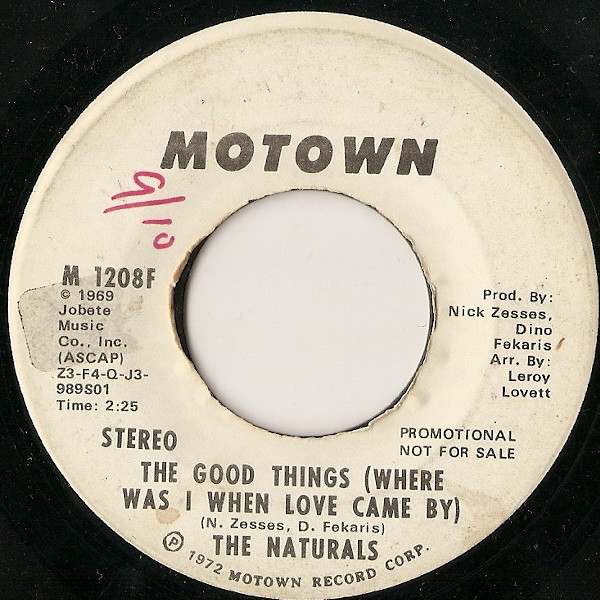 MOTOWN
9/10
M 1208F
© 1969
Jobete
Music
Co., Inc.
(ASCAP)
Z3-F4-Q-J3-
989S01
Time: 2:25
Prod. By:
Nick Zesses,
Dino
Fekaris
Arr. By:
Leroy
Lovett
STEREO
PROMOTIONAL
NOT FOR SALE
THE GOOD THINGS (WHERE
WAS I WHEN LOVE CAME BY)
(N. Zesses, D. Fekaris)
THE NATURALS
℗ 1972 MOTOWN RECORD CORP.